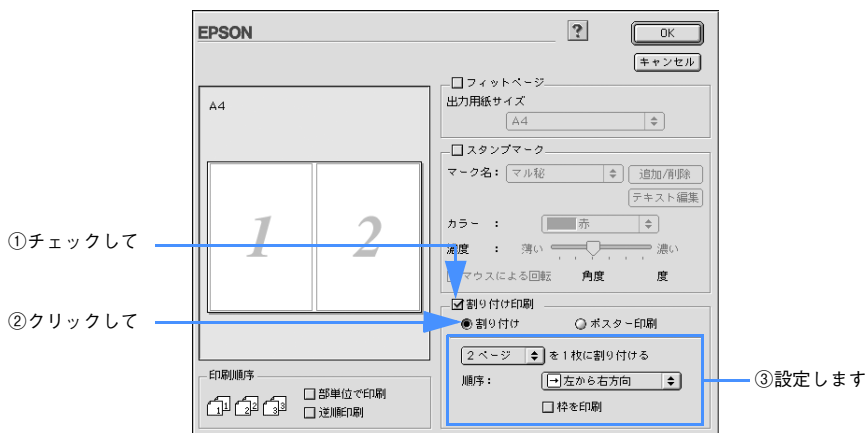 EPSON
?
OK
キャンセル
A4
1 2
フィットページ
出力用紙サイズ
A4
スタンプマーク
マーク名： マル秘 追加/削除
テキスト編集
カラー ： 赤
濃度 ： 薄い 濃い
マウスによる回転 角度 度
①チェックして
割り付け印刷
②クリックして
割り付け ポスター印刷
2 ページ を 1 枚に割り付ける
順序： 左から右方向
③設定します
枠を印刷
印刷順序
1 1 2 2 3 3
部単位で印刷
逆順印刷